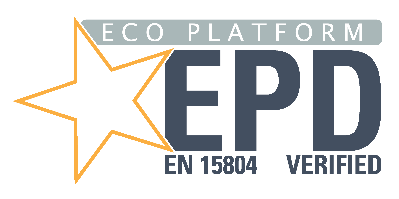 ECO PLATFORM
EPD
EN 15804 VERIFIED